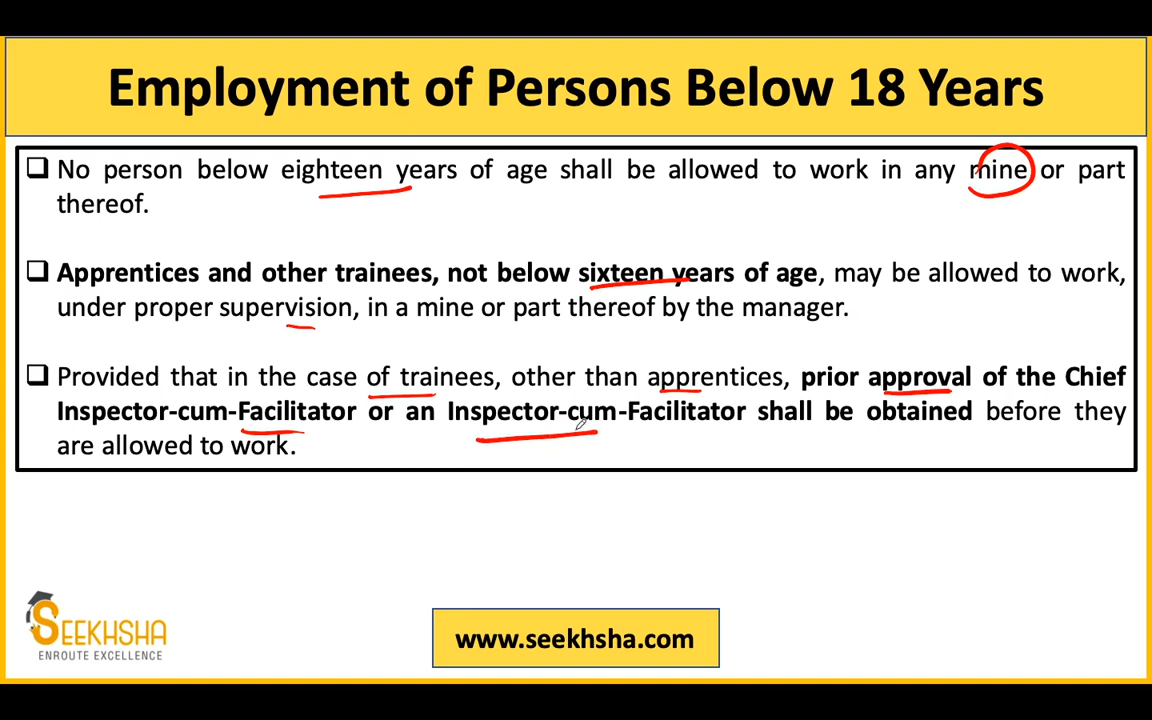 Employment of Persons Below 18 Years
❑ No person below eighteen years of age shall be allowed to work in any mine or part
thereof.
❑ Apprentices and other trainees, not below sixteen years of age, may be allowed to work,
under proper supervision, in a mine or part thereof by the manager.
❑ Provided that in the case of trainees, other than apprentices, prior approval of the Chief
Inspector-cum-Facilitator or an Inspector-cum-Facilitator shall be obtained before they
are allowed to work.
SEEKHSHA
ENROUTE EXCELLENCE
www.seekhsha.com